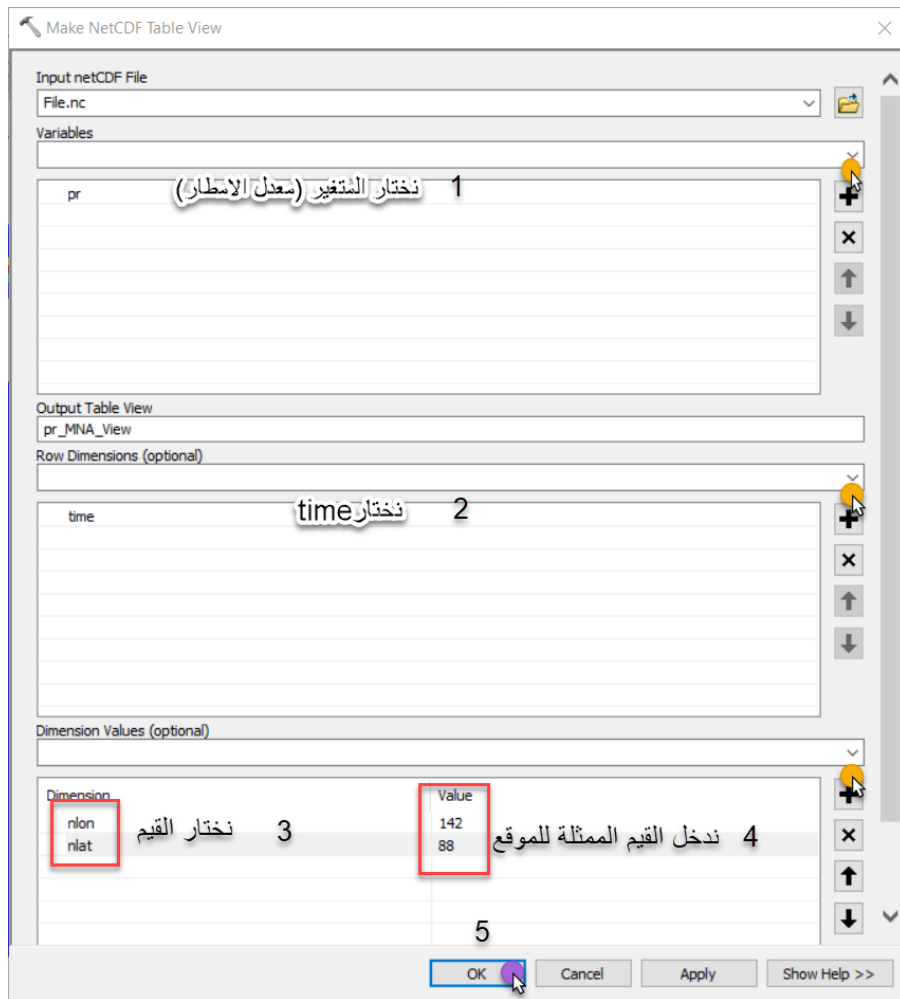 Make NetCDF Table View
Input netCDF File
File.nc
Variables
pr
1 نختار المتغير (معدل الامطار)
Output Table View
pr_MNA_View
Row Dimensions (optional)
time
2 نختار time
Dimension Values (optional)
Dimension Value
nlon 142
nlat 88
3 نختار القيم
4 ندخل القيم الممثلة للموقع
5
OK Cancel Apply Show Help >>